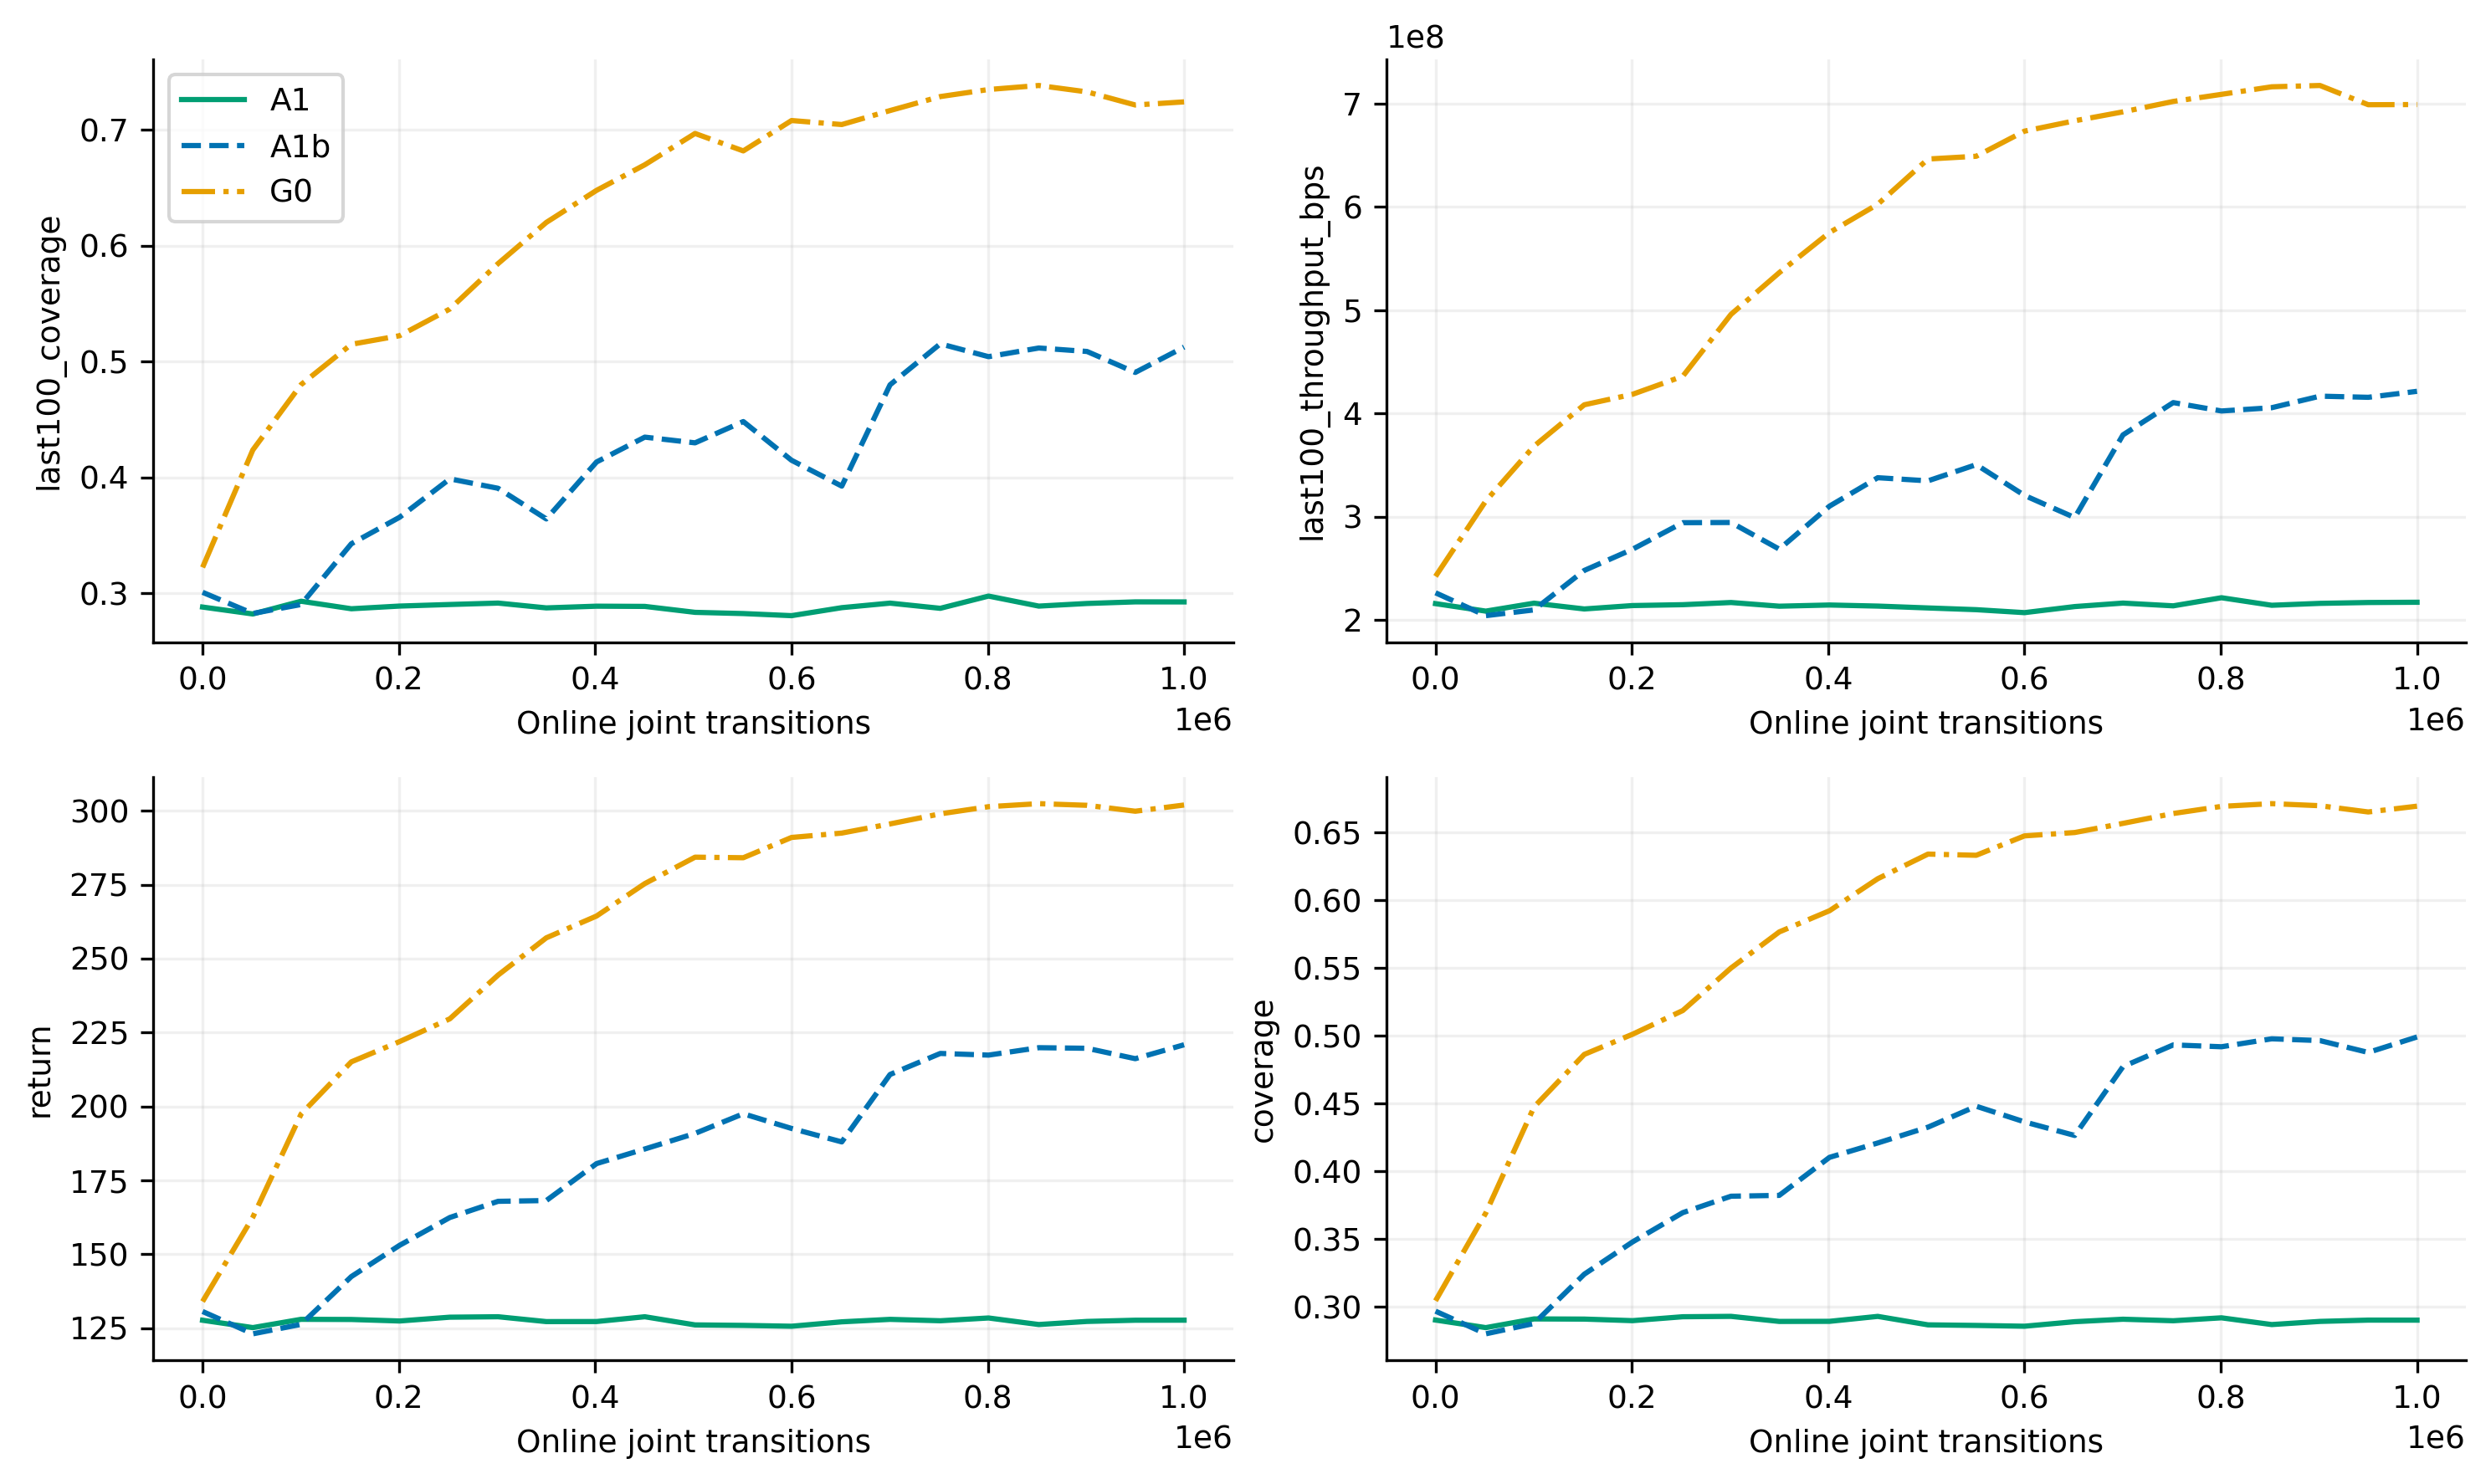 A1
A1b
G0
last100_coverage
0.7
0.6
0.5
0.4
0.3
0.0 0.2 0.4 0.6 0.8 1.0
1e6
Online joint transitions
1e8
last100_throughput_bps
7
6
5
4
3
2
0.0 0.2 0.4 0.6 0.8 1.0
1e6
Online joint transitions
return
300
275
250
225
200
175
150
125
0.0 0.2 0.4 0.6 0.8 1.0
1e6
Online joint transitions
coverage
0.65
0.60
0.55
0.50
0.45
0.40
0.35
0.30
0.0 0.2 0.4 0.6 0.8 1.0
1e6
Online joint transitions